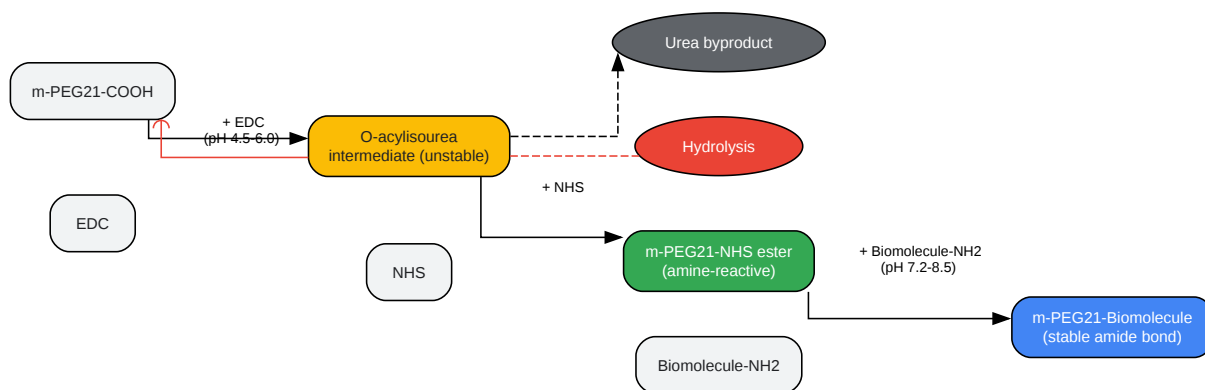 Urea byproduct
m-PEG21-COOH
+ EDC
(pH 4.5-6.0)
O-acylisourea
intermediate (unstable)
Hydrolysis
+ NHS
EDC
m-PEG21-NHS ester
(amine-reactive)
+ Biomolecule-NH2
(pH 7.2-8.5)
NHS
m-PEG21-Biomolecule
(stable amide bond)
Biomolecule-NH2